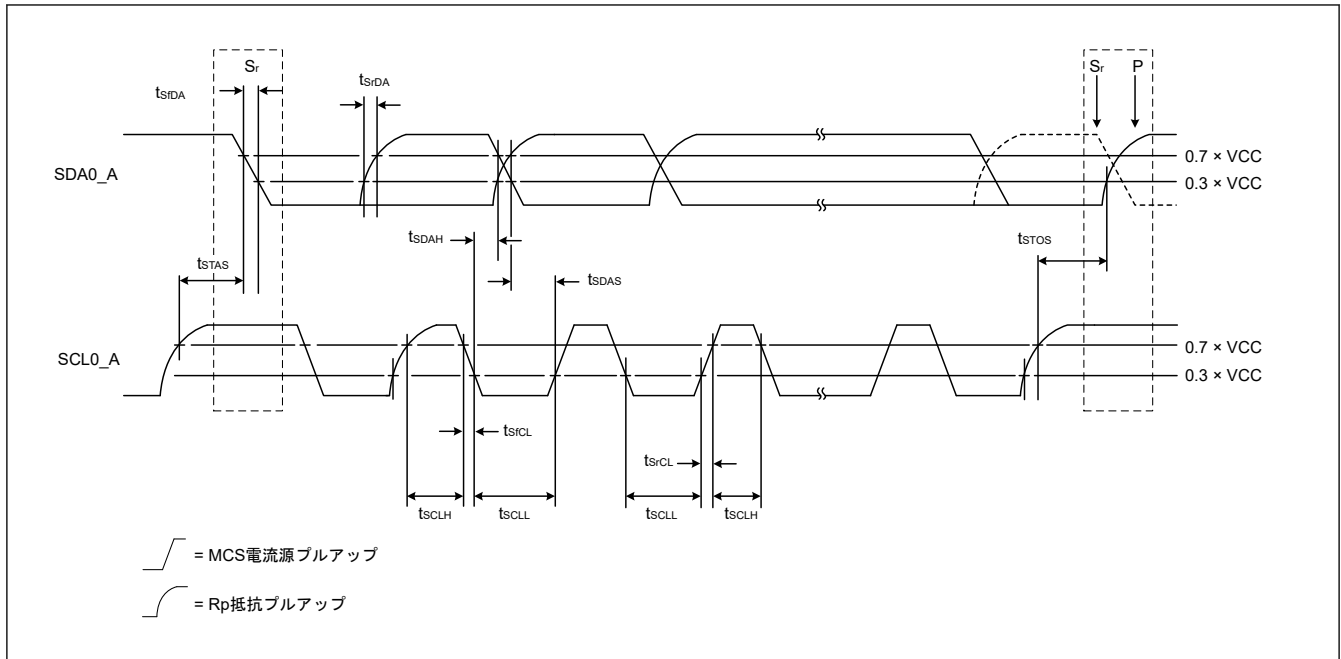 Sr
Sr P
tSfDA
tSrDA
SDA0_A
0.7 × VCC
0.3 × VCC
tSDAH
tSTAS
tSDAS
tSTOS
SCL0_A
0.7 × VCC
0.3 × VCC
tSfCL
tSrCL
tSCLH tSCLL tSCLL tSCLH
= MCS電流源プルアップ
= Rp抵抗プルアップ